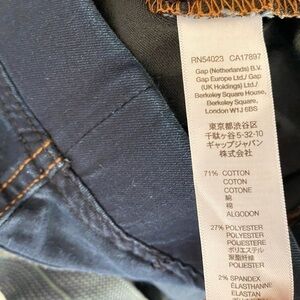 RN54023 CA17897
Gap (Netherlands) B.V.
Gap Europe Ltd./ Gap
(UK Holdings) Ltd./
Berkeley Square House,
Berkeley Square,
London W1J 6BS
東京都渋谷区
千駄ヶ谷5-32-10
ギャップジャパン
株式会社
71% COTTON
COTON
COTONE
綿
棉
ALGODON
27% POLYESTER
POLYESTER
POLIESTERE
ポリエステル
聚酯纤维
POLIESTER
2% SPANDEX
ÉLASTHANNE
ELASTAN